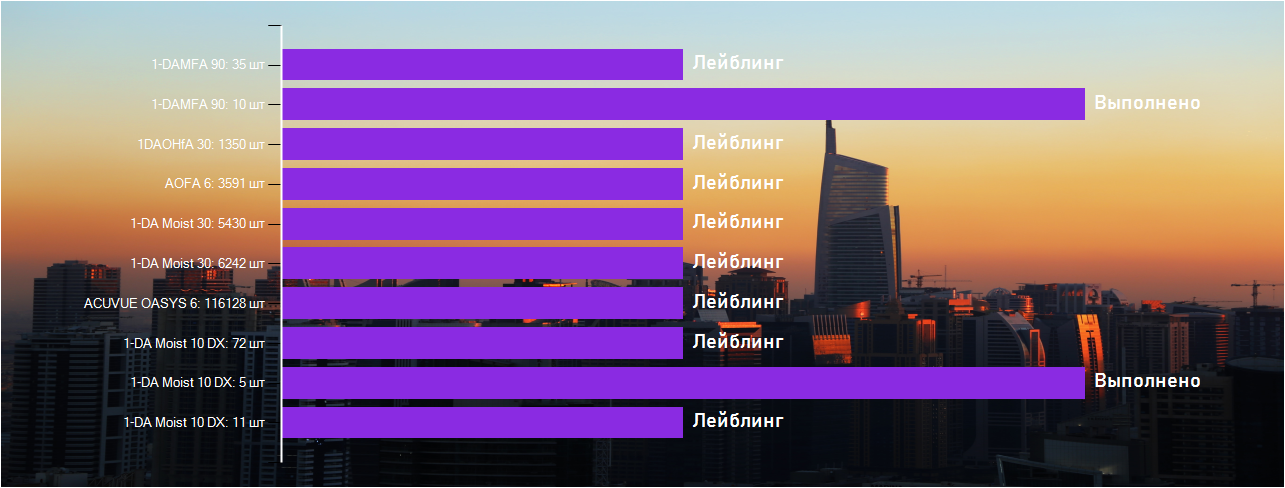 1-DAMFA 90: 35 шт Лейблинг
1-DAMFA 90: 10 шт Выполнено
1DAOHfA 30: 1350 шт Лейблинг
AOFA 6: 3591 шт Лейблинг
1-DA Moist 30: 5430 шт Лейблинг
1-DA Moist 30: 6242 шт Лейблинг
ACUVUE OASYS 6: 116128 шт Лейблинг
1-DA Moist 10 DX: 72 шт Лейблинг
1-DA Moist 10 DX: 5 шт Выполнено
1-DA Moist 10 DX: 11 шт Лейблинг